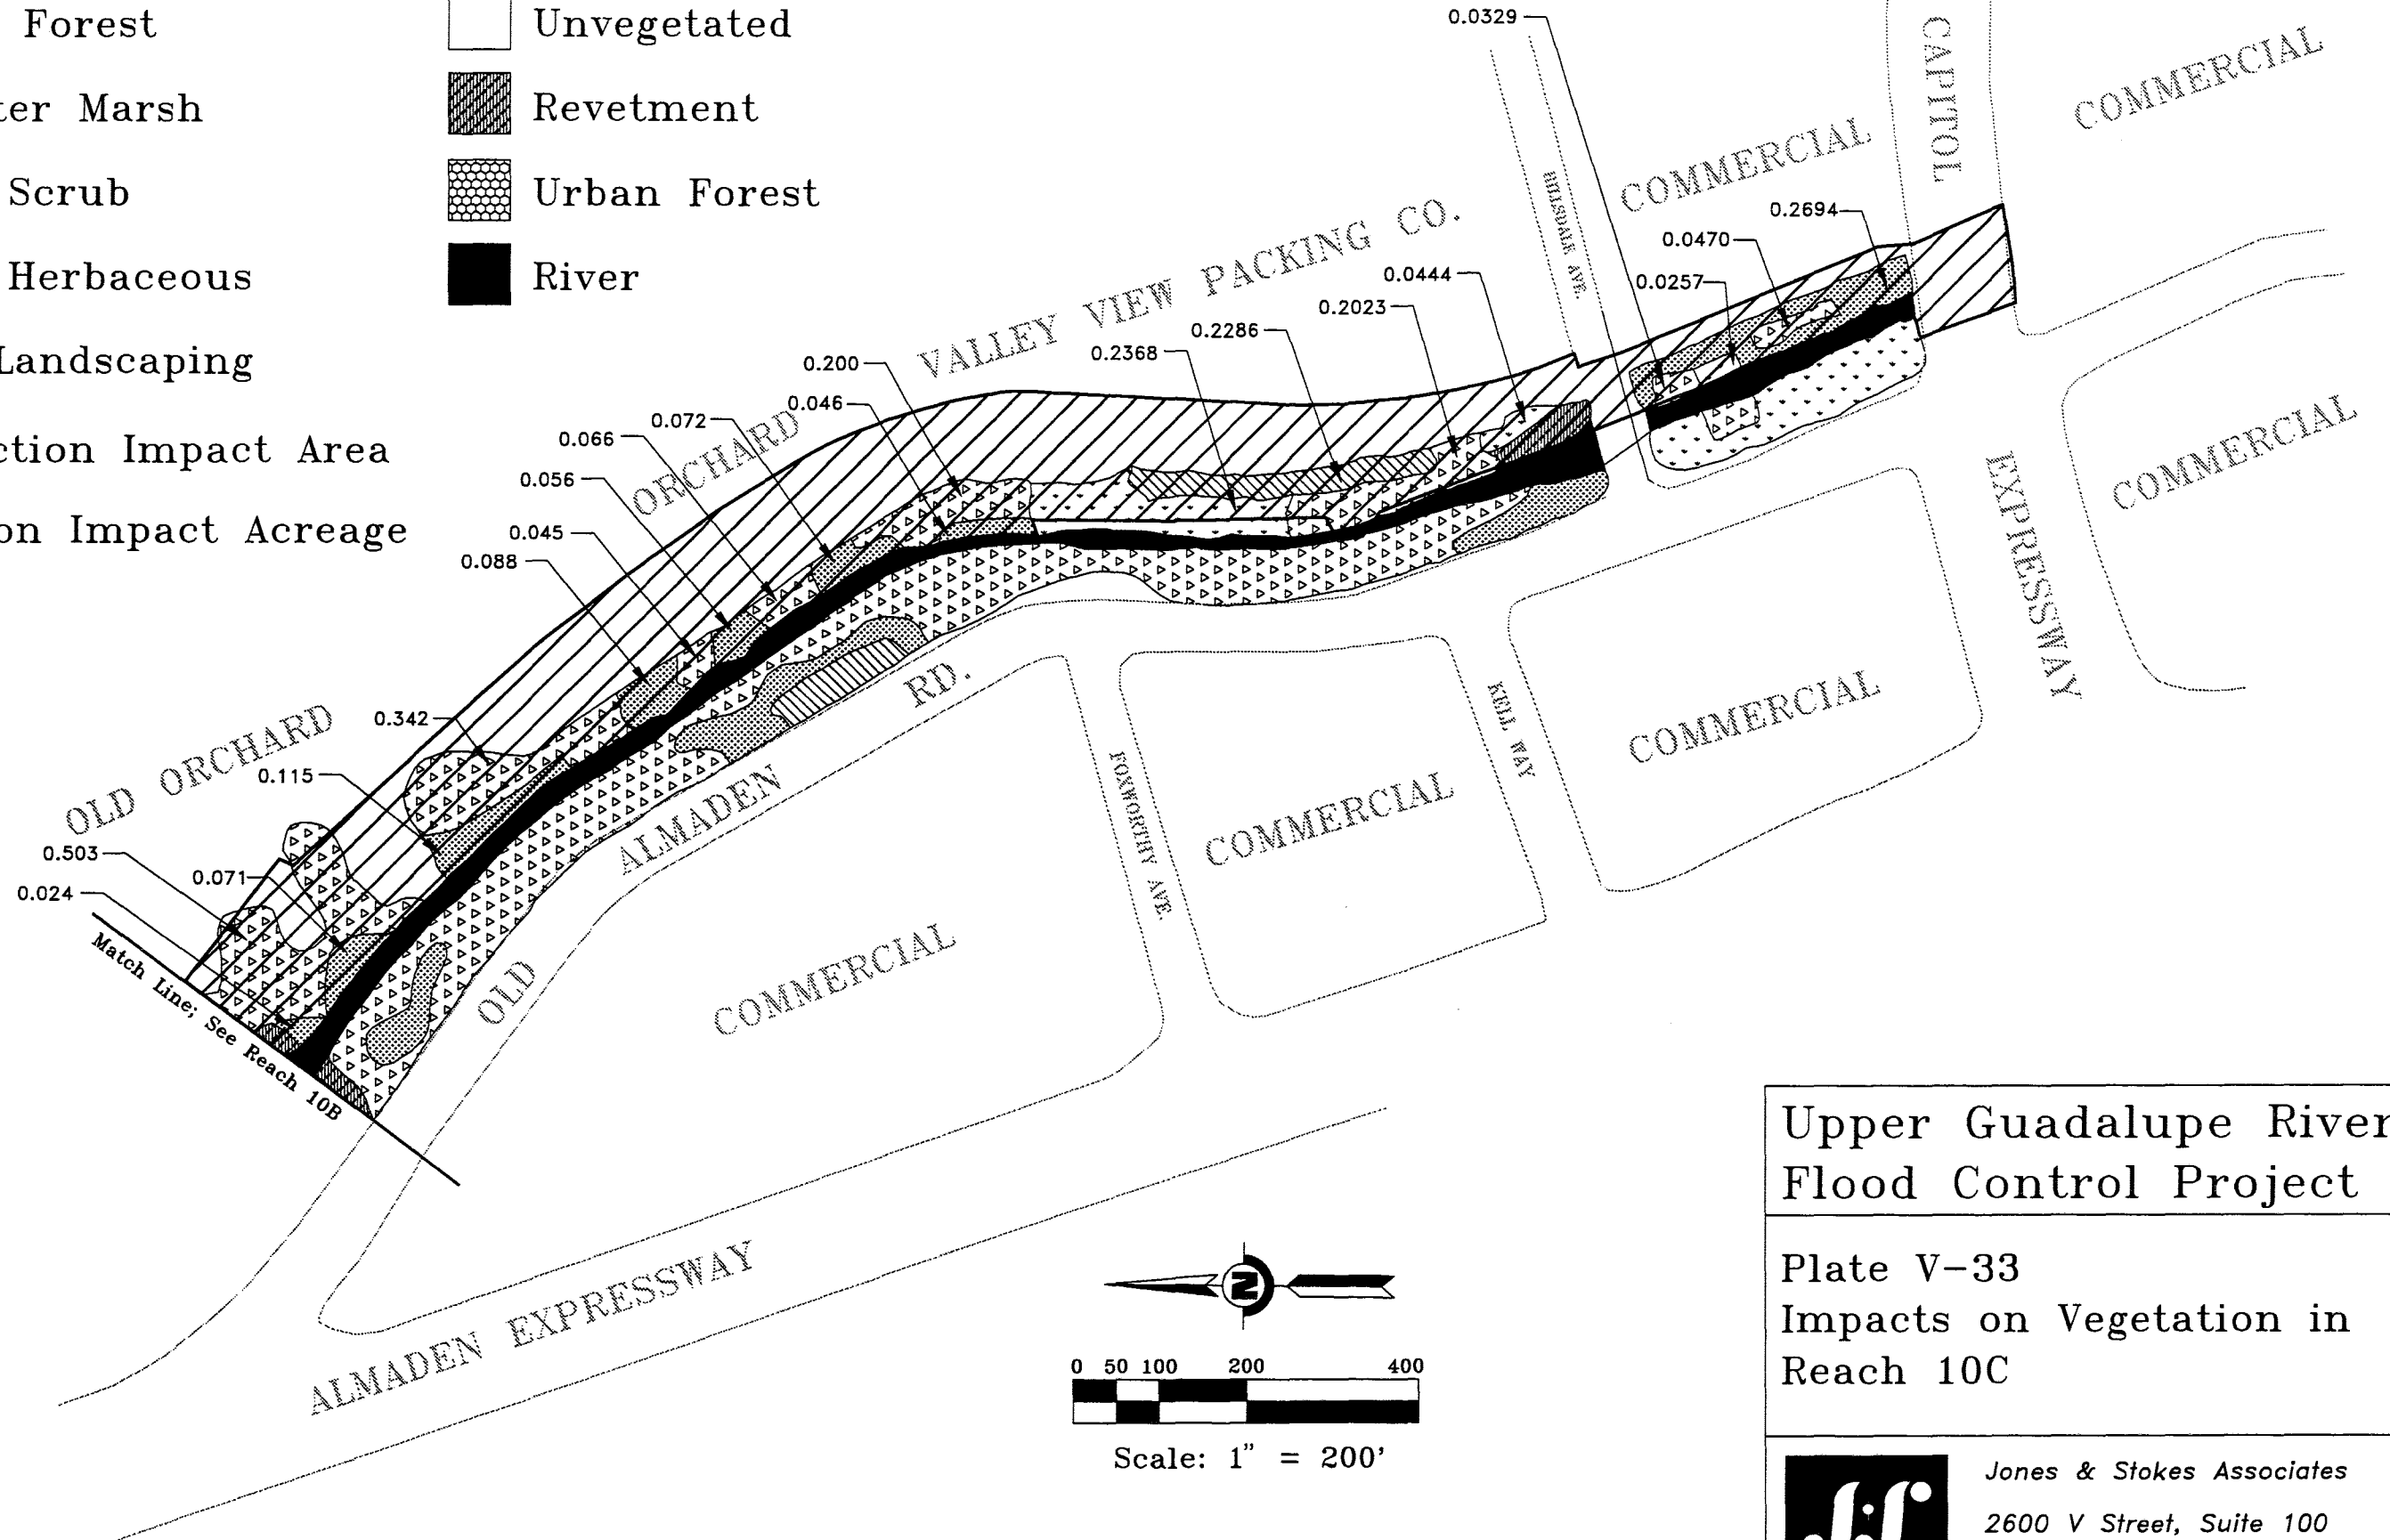 Forest
Unvegetated
ter Marsh
Revetment
Scrub
Urban Forest
Herbaceous
River
Landscaping
ction Impact Area
on Impact Acreage
0.0329
HILLSDALE AVE.
CAPITOL
EXPRESSWAY
COMMERCIAL
COMMERCIAL
0.2694
0.0470
0.0257
VALLEY VIEW PACKING CO.
0.0444
0.2023
0.2286
0.2368
0.200
0.046
0.072
0.066
0.056
0.045
0.088
ORCHARD
0.342
0.115
0.503
0.071
0.024
OLD ORCHARD
Match Line; See Reach 10B
OLD
ALMADEN
RD.
FOXWORTHY AVE.
KELL WAY
COMMERCIAL
COMMERCIAL
COMMERCIAL
COMMERCIAL
ALMADEN EXPRESSWAY
N
0 50 100 200 400
Scale: 1" = 200'
Upper Guadalupe River
Flood Control Project
Plate V-33
Impacts on Vegetation in
Reach 10C
Jones & Stokes Associates
2600 V Street, Suite 100